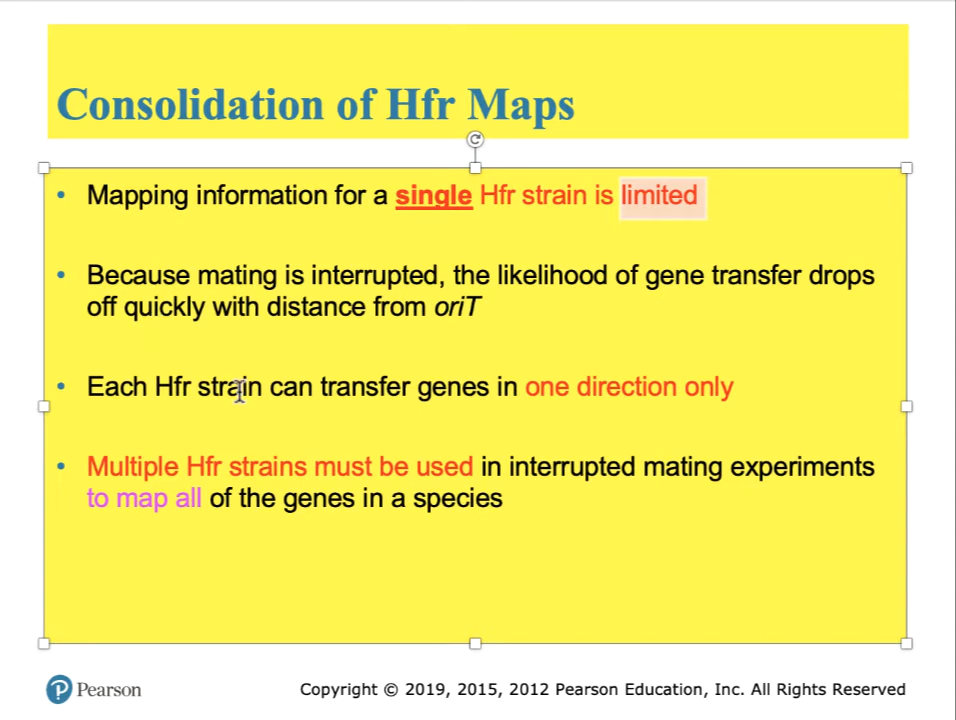 Consolidation of Hfr Maps
• Mapping information for a single Hfr strain is limited
• Because mating is interrupted, the likelihood of gene transfer drops
off quickly with distance from oriT
• Each Hfr strain can transfer genes in one direction only
• Multiple Hfr strains must be used in interrupted mating experiments
to map all of the genes in a species
Pearson
Copyright © 2019, 2015, 2012 Pearson Education, Inc. All Rights Reserved